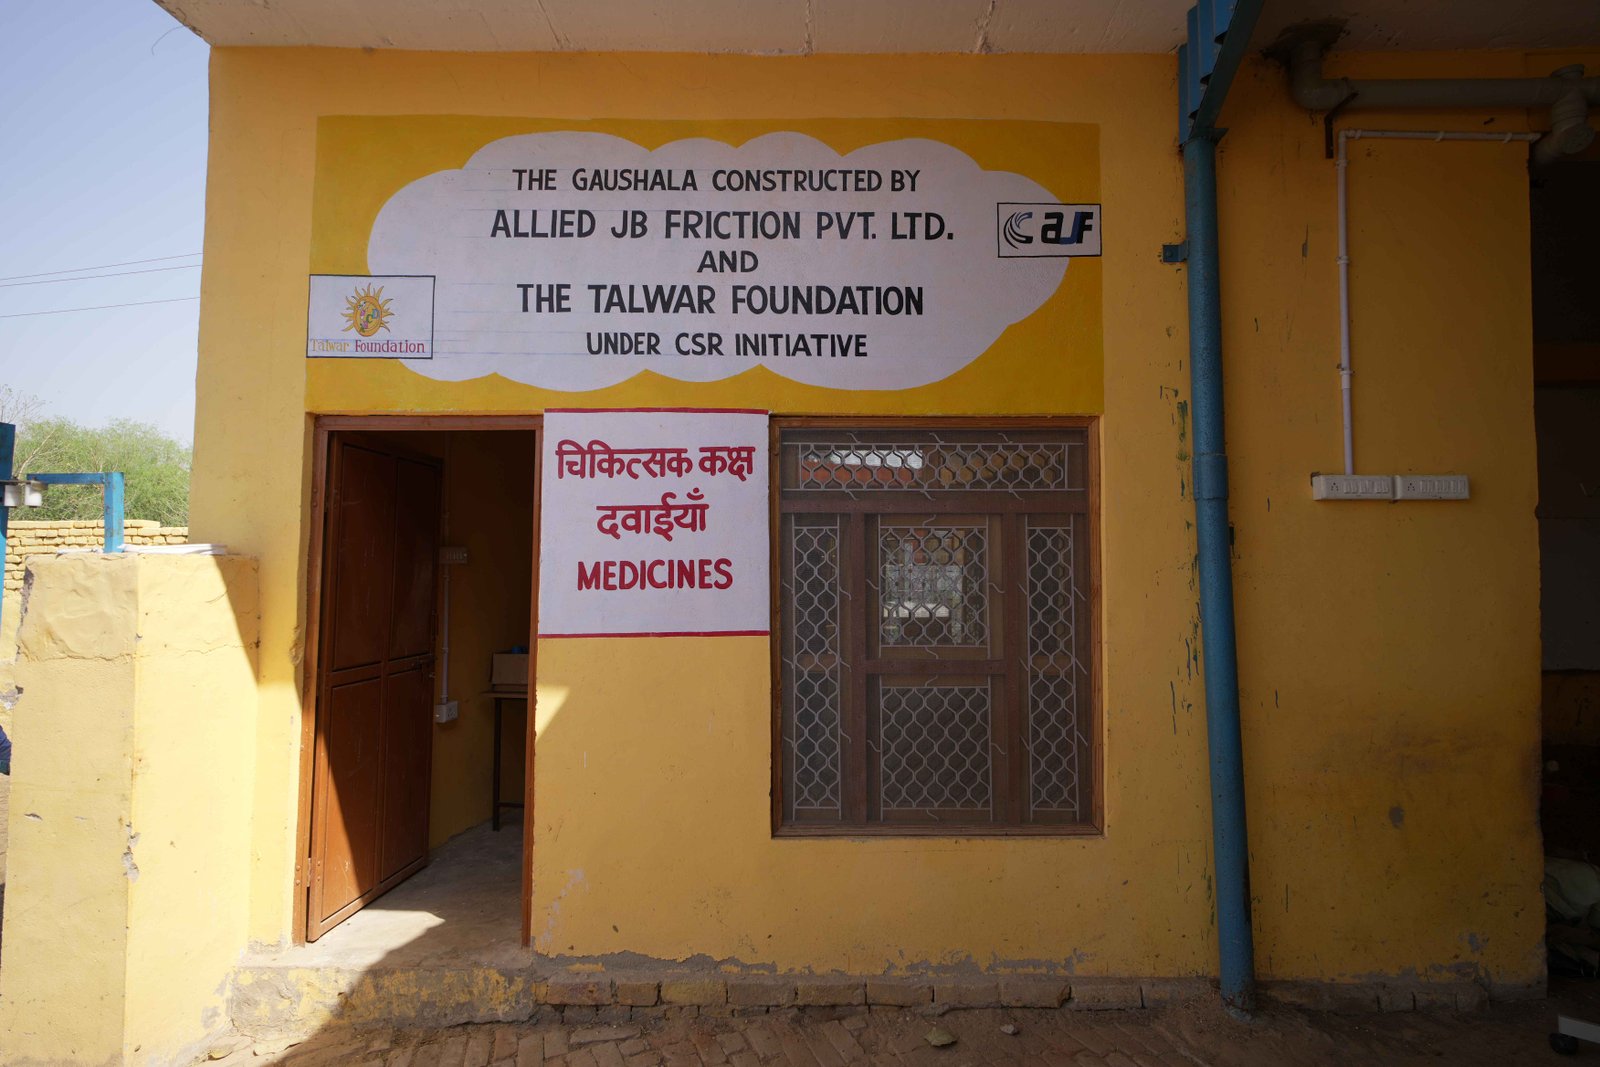 THE GAUSHALA CONSTRUCTED BY
ALLIED JB FRICTION PVT. LTD.
AND
THE TALWAR FOUNDATION
UNDER CSR INITIATIVE
aJF
Talwar Foundation
चिकित्सक कक्ष
दवाईयाँ
MEDICINES